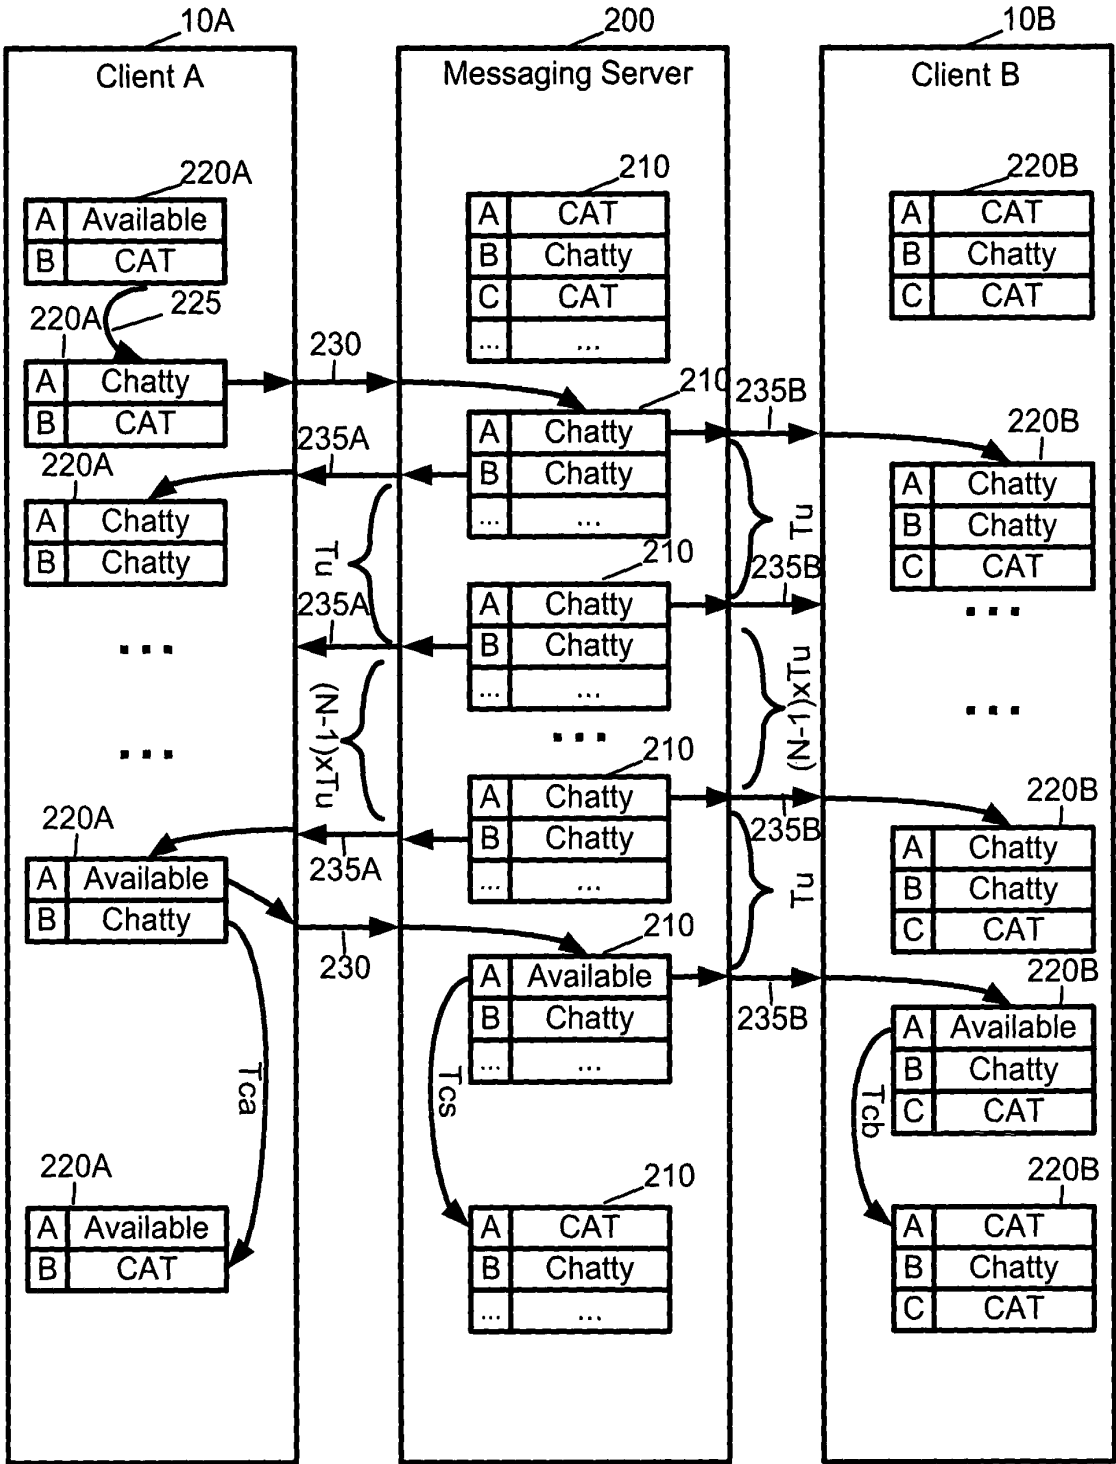 10A
200
10B
Client A
Messaging Server
Client B
220A
210
220B
A Available
B CAT
A CAT
B Chatty
C CAT
... ...
A CAT
B Chatty
C CAT
225
220A
A Chatty
B CAT
230
210
235B
220B
A Chatty
B Chatty
... ...
235A
220A
A Chatty
B Chatty
A Chatty
B Chatty
C CAT
Tu
Tu
210
235B
A Chatty
B Chatty
... ...
235A
...
...
(N-1)xTu
(N-1)xTu
...
...
...
210
A Chatty
B Chatty
... ...
235B
220B
A Chatty
B Chatty
C CAT
220A
235A
A Available
B Chatty
Tu
230
210
A Available
B Chatty
... ...
235B
220B
A Available
B Chatty
C CAT
Tca
Tcs
Tcb
220A
A Available
B CAT
210
A CAT
B Chatty
... ...
220B
A CAT
B Chatty
C CAT